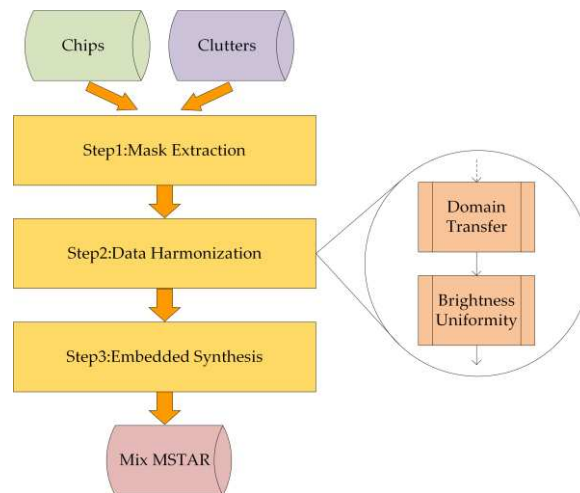 Chips
Clutters
Step1:Mask Extraction
Step2:Data Harmonization
Domain
Transfer
Brightness
Uniformity
Step3:Embedded Synthesis
Mix MSTAR